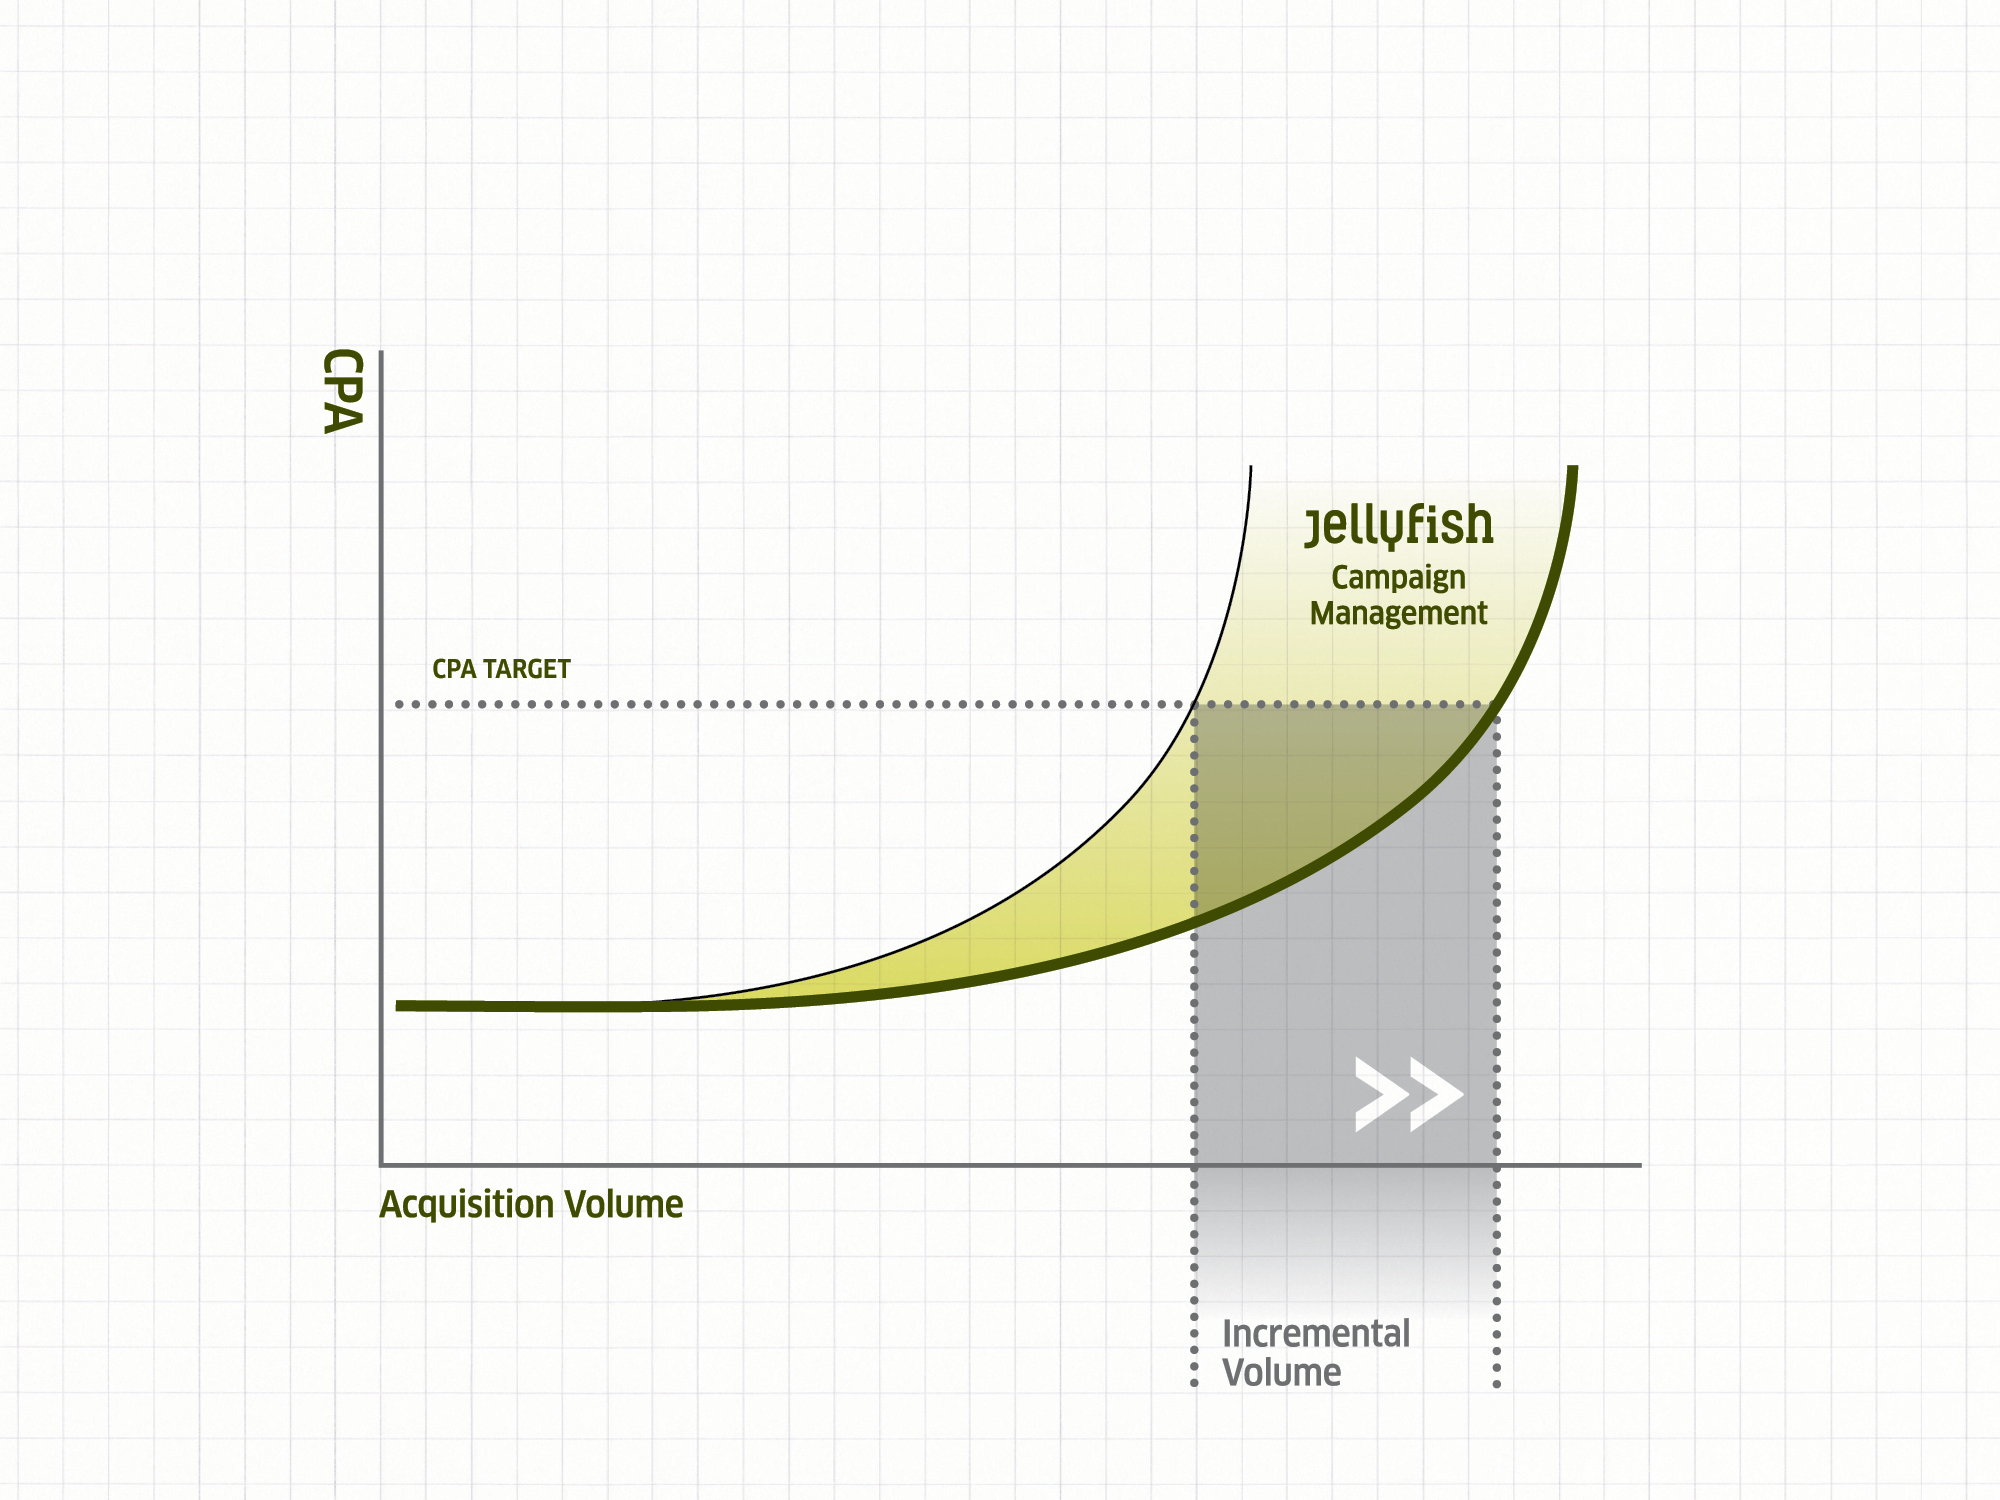 CPA
jellyfish
Campaign
Management
CPA TARGET
Acquisition Volume
Incremental
Volume